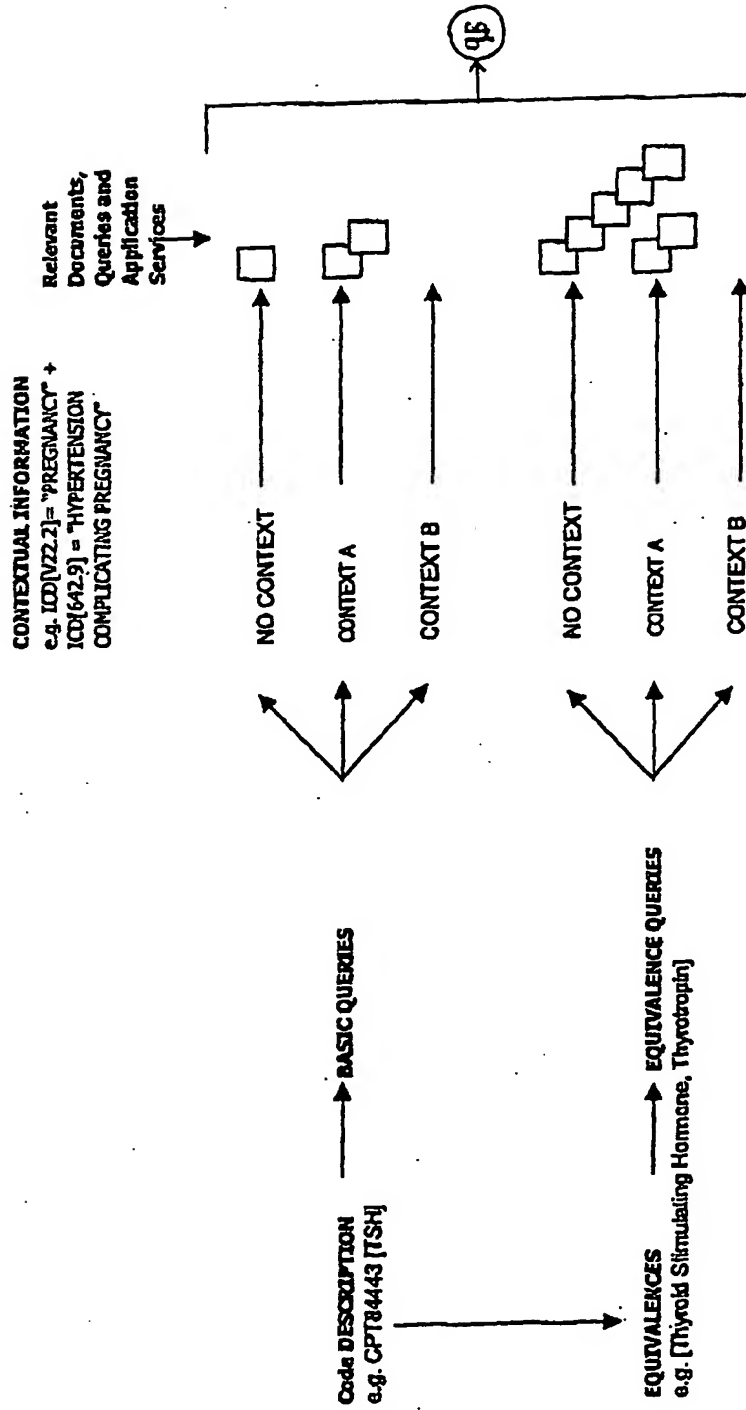 CONTEXTUAL INFORMATION
e.g. ICD[V22.2]= "PREGNANCY" +
ICD[642.9] = "HYPERTENSION
COMPLICATING PREGNANCY"
Relevant
Documents,
Queries and
Application
Services
Code DESCRIPTION
e.g. CPT84443 [TSH]
BASIC QUERIES
NO CONTEXT
CONTEXT A
CONTEXT B
EQUIVALENCES
e.g. [Thyroid Stimulating Hormone, Thyrotropin]
EQUIVALENCE QUERIES
NO CONTEXT
CONTEXT A
CONTEXT B